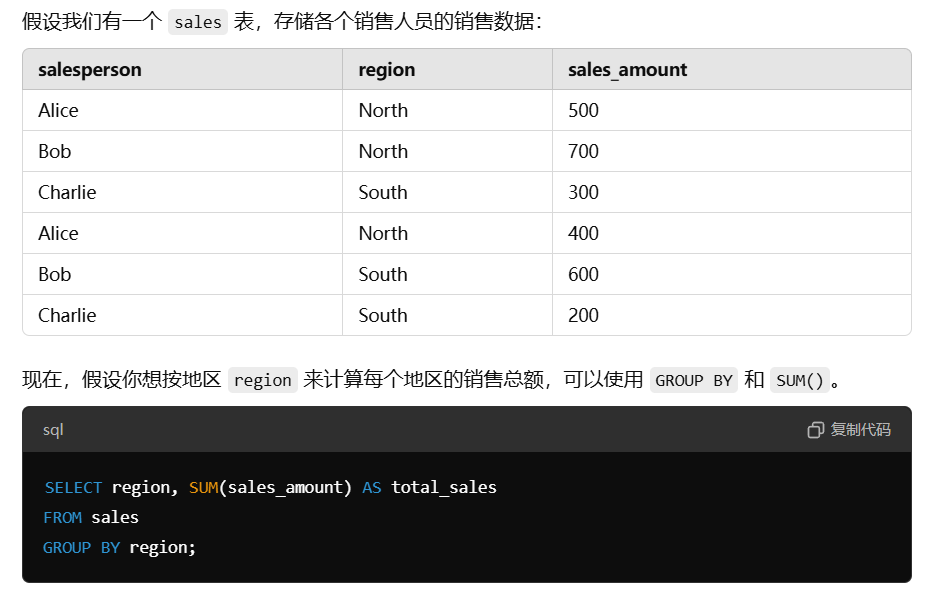 假设我们有一个 sales 表，存储各个销售人员的销售数据：
salesperson region sales_amount
Alice North 500
Bob North 700
Charlie South 300
Alice North 400
Bob South 600
Charlie South 200
现在，假设你想按地区 region 来计算每个地区的销售总额，可以使用 GROUP BY 和 SUM()。
sql 复制代码
SELECT region, SUM(sales_amount) AS total_sales
FROM sales
GROUP BY region;